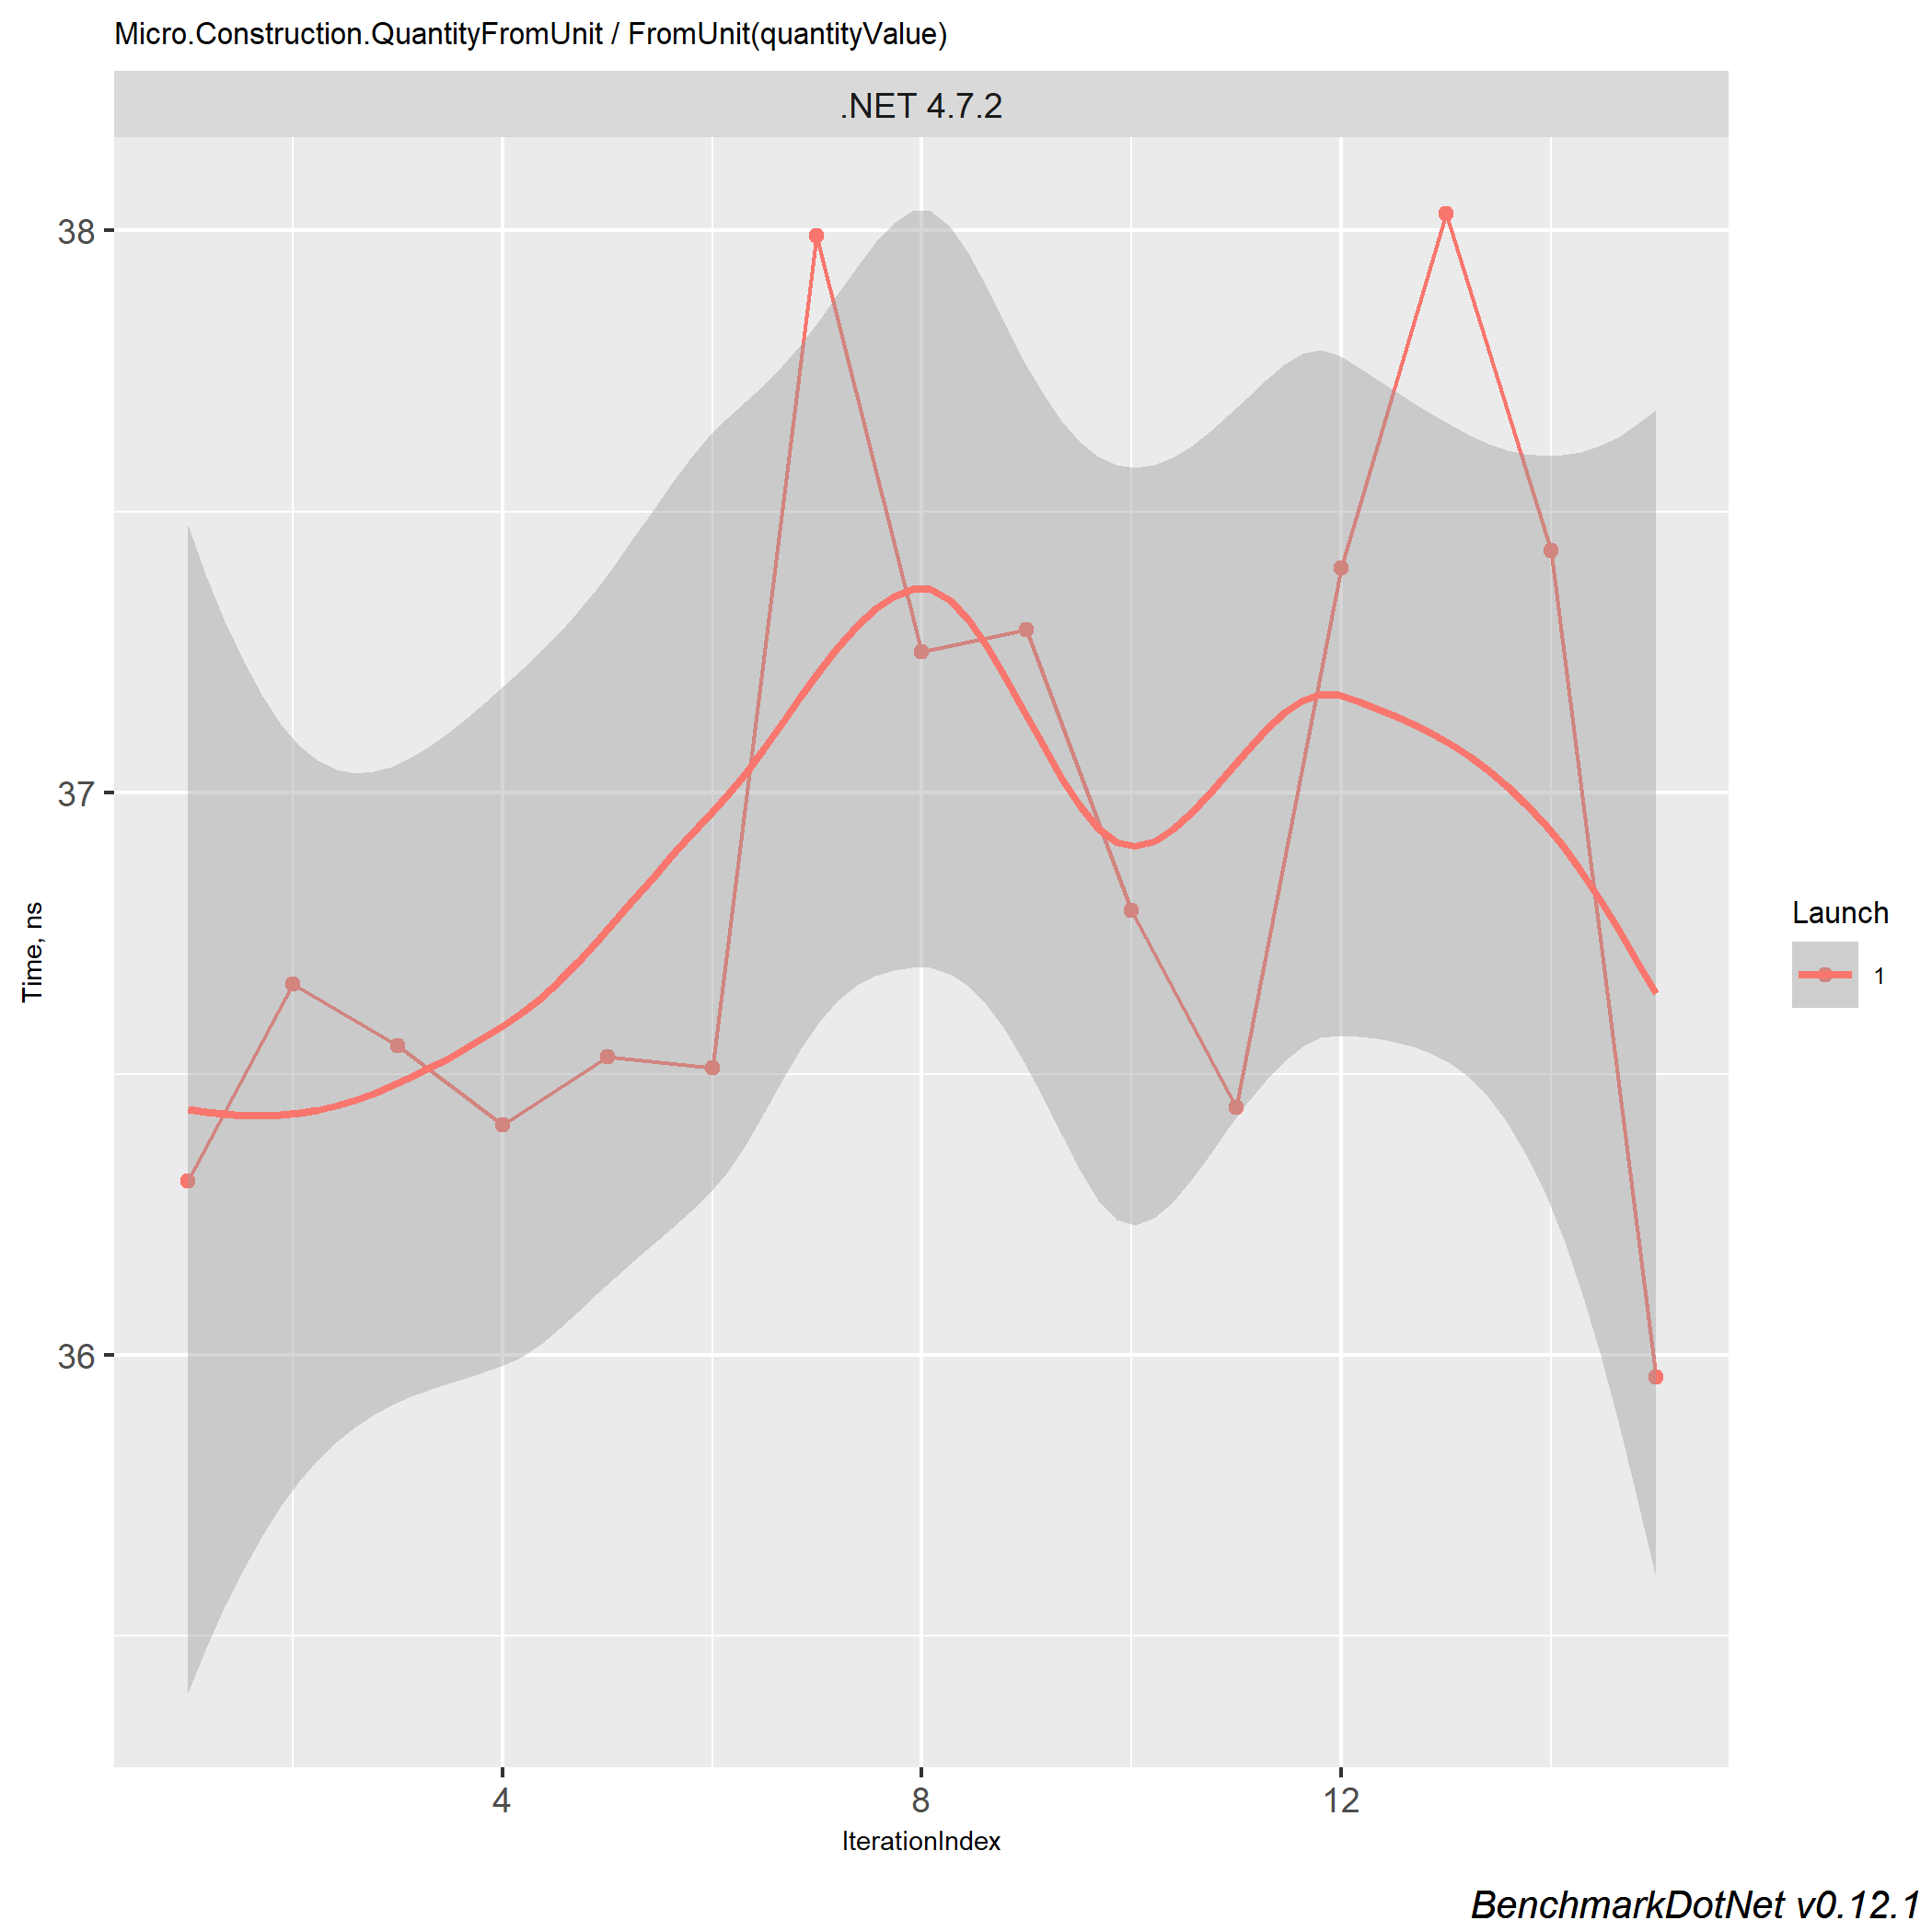 Micro.Construction.QuantityFromUnit / FromUnit(quantityValue)
.NET 4.7.2
38
37
36
Time, ns
4 8 12
IterationIndex
Launch
1
BenchmarkDotNet v0.12.1